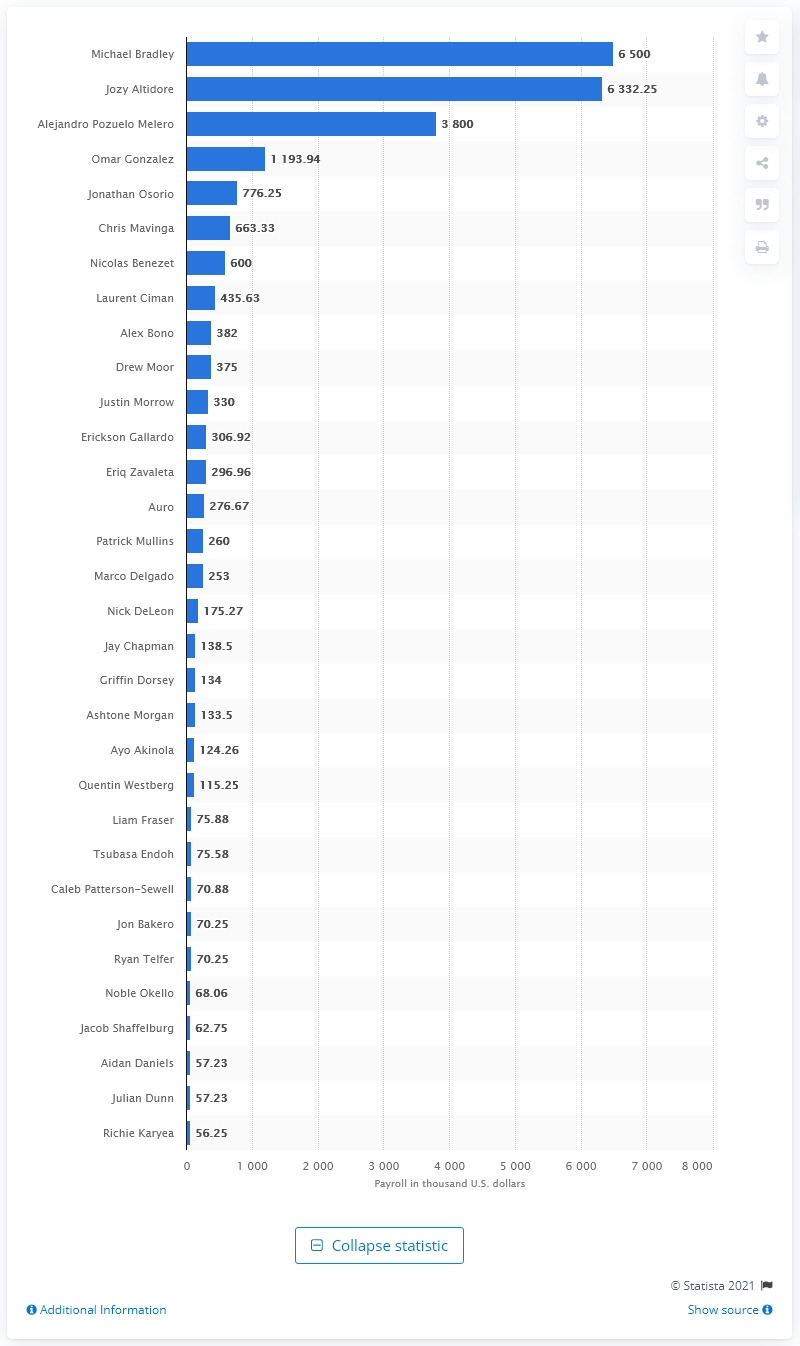 Michael Bradley 6 500
Jozy Altidore 6 332.25
Alejandro Pozuelo Melero 3 800
Omar Gonzalez 1 193.94
Jonathan Osorio 776.25
Chris Mavinga 663.33
Nicolas Benezet 600
Laurent Ciman 435.63
Alex Bono 382
Drew Moor 375
Justin Morrow 330
Erickson Gallardo 306.92
Eriq Zavaleta 296.96
Auro 276.67
Patrick Mullins 260
Marco Delgado 253
Nick DeLeon 175.27
Jay Chapman 138.5
Griffin Dorsey 134
Ashtone Morgan 133.5
Ayo Akinola 124.26
Quentin Westberg 115.25
Liam Fraser 75.88
Tsubasa Endoh 75.58
Caleb Patterson-Sewell 70.88
Jon Bakero 70.25
Ryan Telfer 70.25
Noble Okello 68.06
Jacob Shaffelburg 62.75
Aidan Daniels 57.23
Julian Dunn 57.23
Richie Karyea 56.25
0 1 000 2 000 3 000 4 000 5 000 6 000 7 000 8 000
Payroll in thousand U.S. dollars
Collapse statistic
© Statista 2021
Additional Information Show source